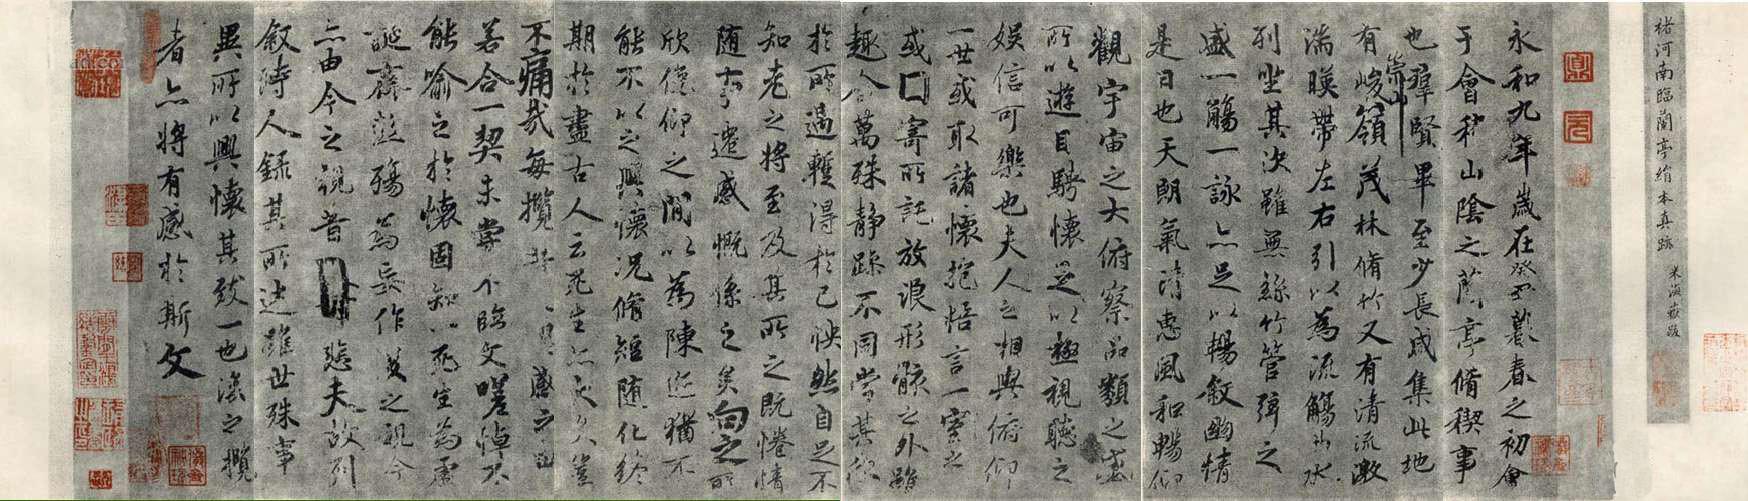 褚河南臨蘭亭絹本真跡
米海嶽跋
永和九年歲在癸丑暮春之初會
于會稽山陰之蘭亭脩稧事
也羣賢畢至少長咸集此地
有崇山峻嶺茂林脩竹又有清流激
湍暎帶左右引以為流觴曲水
列坐其次雖無絲竹管弦之
盛一觴一詠亦足以暢敘幽情
是日也天朗氣清惠風和暢仰
觀宇宙之大俯察品類之盛
所以遊目騁懷足以極視聽之
娛信可樂也夫人之相與俯仰
一世或取諸懷抱悟言一室之
或寄所託放浪形骸之外雖
趣舍萬殊靜躁不同當其欣
於所遇暫得於己怏然自足不
知老之將至及其所之既惓情
随事遷感慨係之矣向之所
欣俛仰之間以為陳迹猶不
能不以之興懷況脩短随化終
期於盡古人云死生亦大矣豈
不痛哉每攬昔感之由
若合一契未嘗不臨文嗟悼不
能喻之於懷固知一死生為虛
誕齊彭殤為妄作後之視今
亦由今之視昔悲夫故列
敘時人錄其所述雖世殊事
異所以興懷其致一也後之攬
者亦將有感於斯文